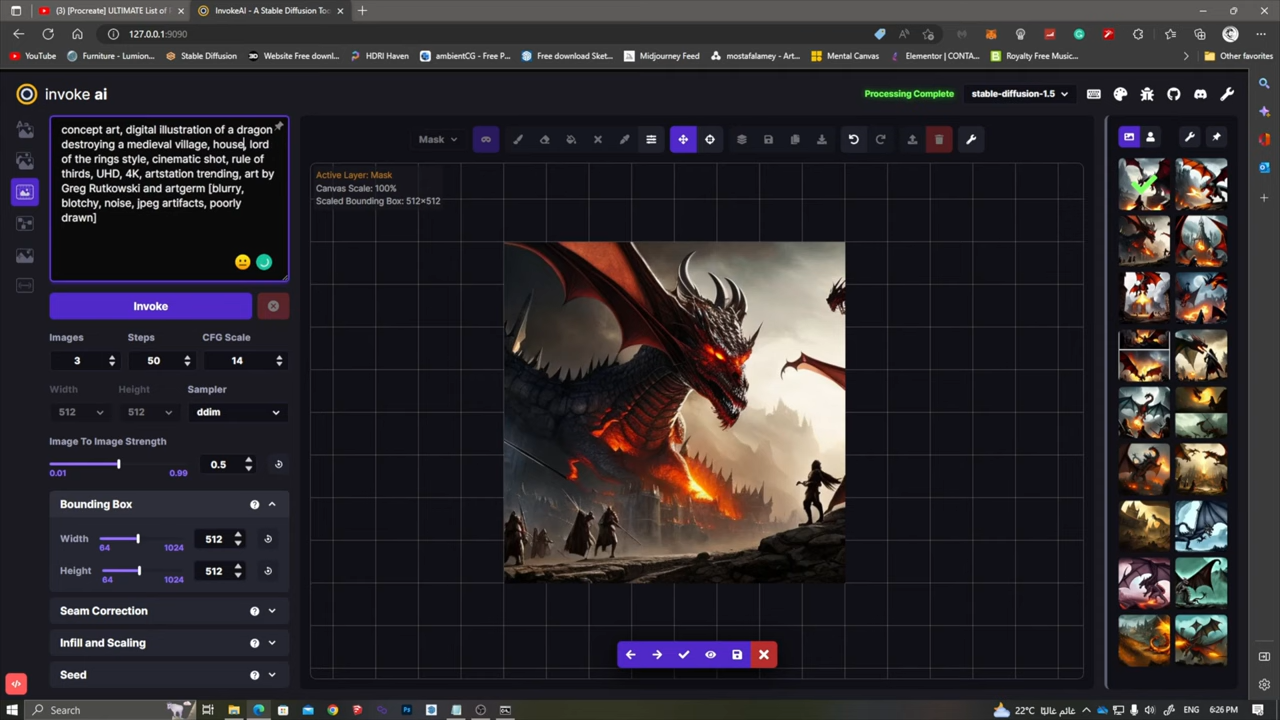 (3) [Procreate] ULTIMATE List of
InvokeAI - A Stable Diffusion Too
127.0.0.1:9090
YouTube
Furniture - Lumion...
Stable Diffusion
Website Free downl...
HDRI Haven
ambientCG - Free P...
Free download Sket...
Midjourney Feed
mostafalamey - Art...
Mental Canvas
Elementor (CONTA...
Royalty Free Music...
Other favorites
invoke ai
Processing Complete
stable-diffusion-1.5
concept art, digital illustration of a dragon
destroying a medieval village, house, lord
of the rings style, cinematic shot, rule of
thirds, UHD, 4K, artstation trending, art by
Greg Rutkowski and artgerm [blurry,
blotchy, noise, jpeg artifacts, poorly
drawn]
Mask
Active Layer: Mask
Canvas Scale: 100%
Scaled Bounding Box: 512×512
Invoke
Images
Steps
CFG Scale
3
50
14
Width
Height
Sampler
512
512
ddim
Image To Image Strength
0.5
0.01
0.99
Bounding Box
Width
512
64
1024
Height
512
64
1024
Seam Correction
Infill and Scaling
Seed
Search
22°C
غائم غالبًا
ENG
6:26 PM